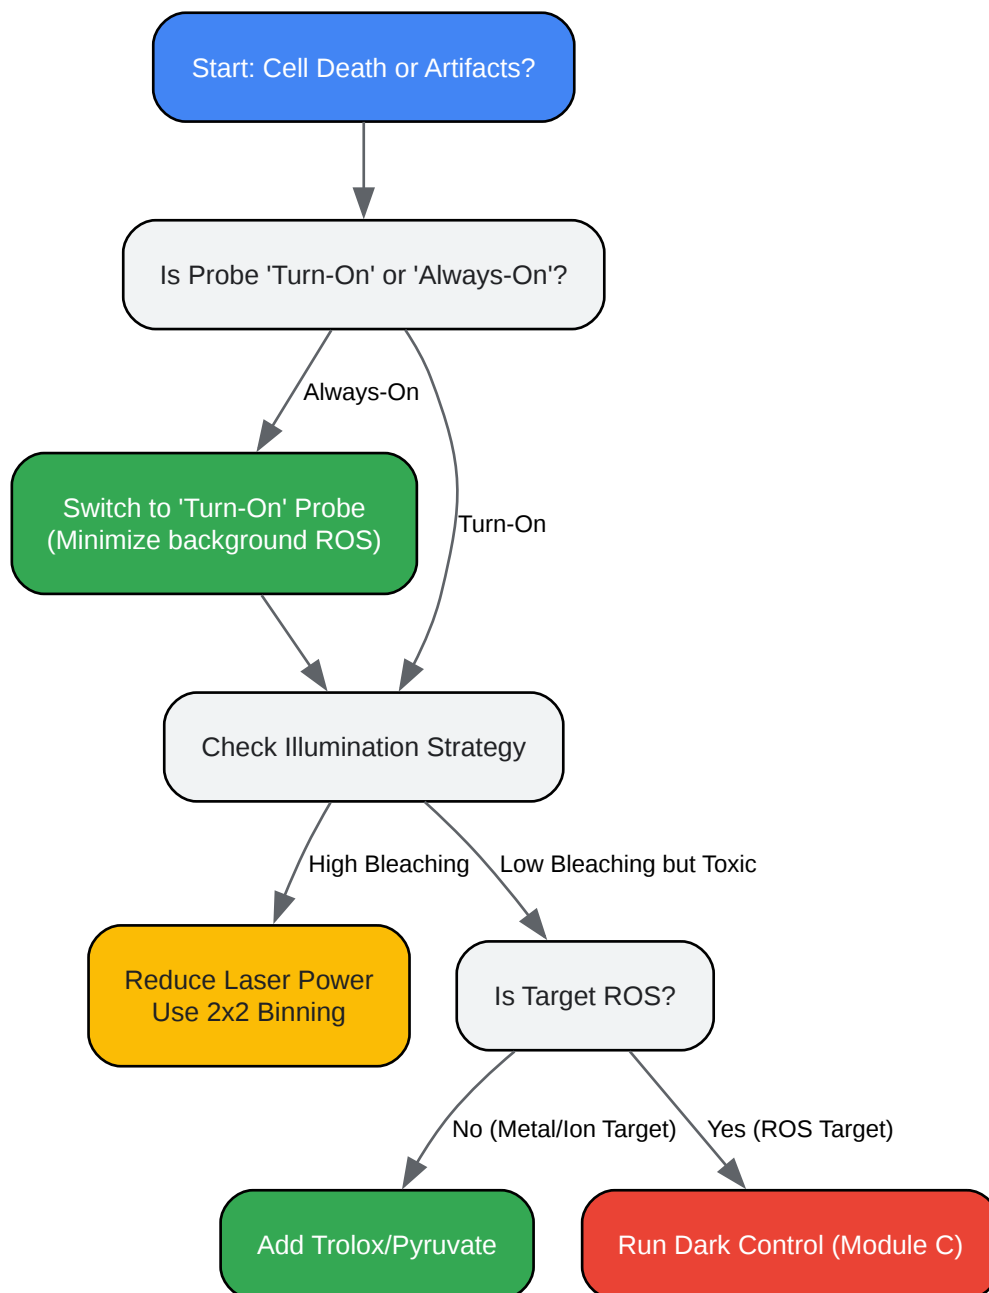 Start: Cell Death or Artifacts?
Is Probe 'Turn-On' or 'Always-On'?
Always-On
Switch to 'Turn-On' Probe
(Minimize background ROS)
Turn-On
Check Illumination Strategy
High Bleaching
Low Bleaching but Toxic
Reduce Laser Power
Use 2x2 Binning
Is Target ROS?
No (Metal/Ion Target)
Yes (ROS Target)
Add Trolox/Pyruvate
Run Dark Control (Module C)